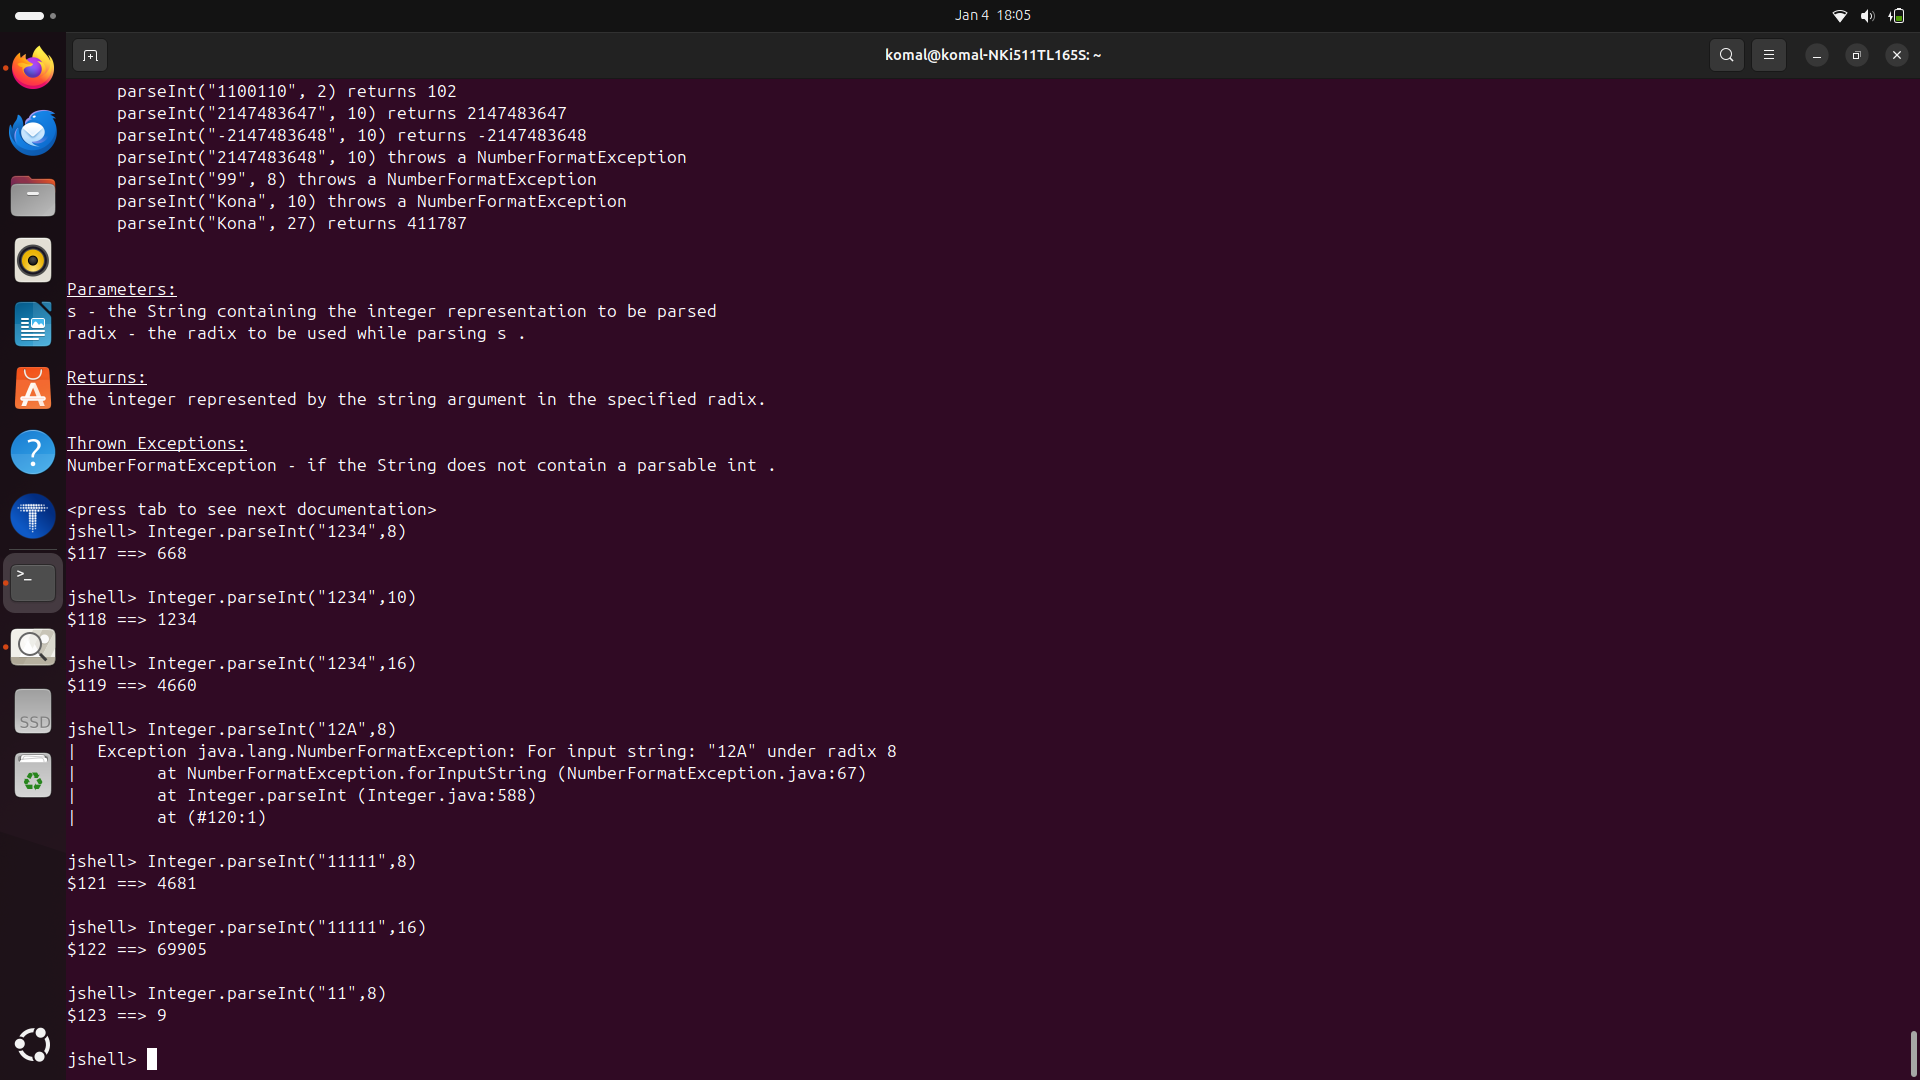 Jan 4 18:05
komal@komal-NKi511TL165S: ~
parseInt("1100110", 2) returns 102
parseInt("2147483647", 10) returns 2147483647
parseInt("-2147483648", 10) returns -2147483648
parseInt("2147483648", 10) throws a NumberFormatException
parseInt("99", 8) throws a NumberFormatException
parseInt("Kona", 10) throws a NumberFormatException
parseInt("Kona", 27) returns 411787
Parameters:
s - the String containing the integer representation to be parsed
radix - the radix to be used while parsing s .
Returns:
the integer represented by the string argument in the specified radix.
Thrown Exceptions:
NumberFormatException - if the String does not contain a parsable int .
<press tab to see next documentation>
jshell> Integer.parseInt("1234",8)
$117 ==> 668
jshell> Integer.parseInt("1234",10)
$118 ==> 1234
jshell> Integer.parseInt("1234",16)
$119 ==> 4660
jshell> Integer.parseInt("12A",8)
|  Exception java.lang.NumberFormatException: For input string: "12A" under radix 8
|        at NumberFormatException.forInputString (NumberFormatException.java:67)
|        at Integer.parseInt (Integer.java:588)
|        at (#120:1)
jshell> Integer.parseInt("11111",8)
$121 ==> 4681
jshell> Integer.parseInt("11111",16)
$122 ==> 69905
jshell> Integer.parseInt("11",8)
$123 ==> 9
jshell>
SSD